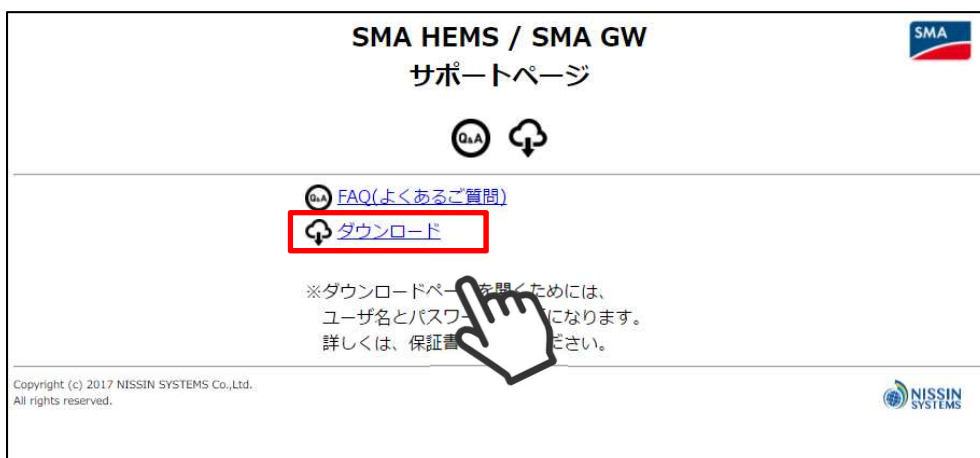 SMA HEMS / SMA GW
サポートページ
SMA
Q&A
Q&A FAQ(よくあるご質問)
ダウンロード
※ダウンロードペー を開くためには、
ユーザ名とパスワー になります。
詳しくは、保証書 ださい。
Copyright (c) 2017 NISSIN SYSTEMS Co.,Ltd.
All rights reserved.
NISSIN
SYSTEMS